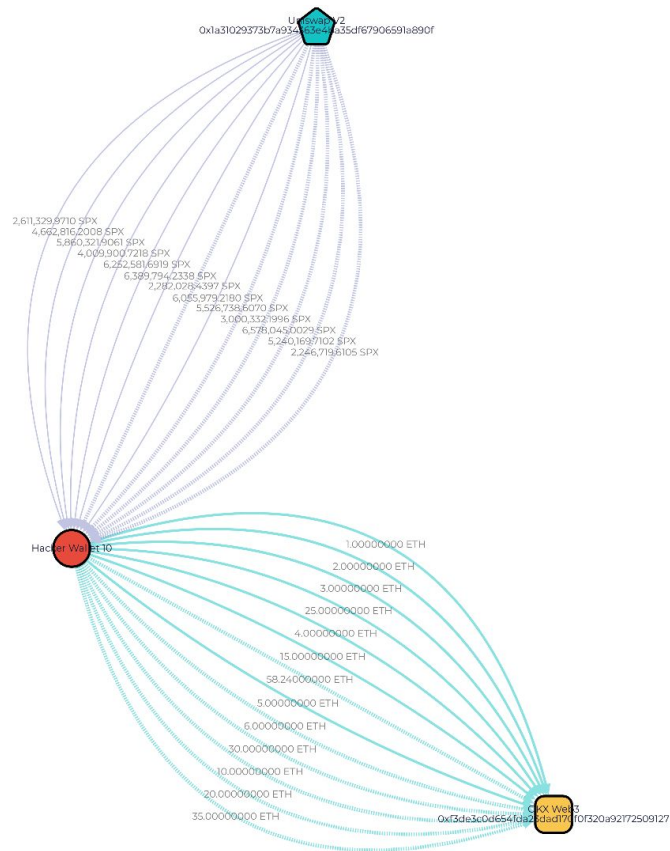 Uniswap V2
0x1a31029373b7a934563e4ba35df67906591a890f
2,611,329.9710 SPX
4,662,816.2008 SPX
5,860,321.9061 SPX
4,009,900.7218 SPX
6,252,581.6919 SPX
6,389,794.2338 SPX
2,282,028.4397 SPX
6,055,979.2180 SPX
5,526,738.6070 SPX
3,000,332.1996 SPX
6,578,045.0029 SPX
5,240,169.7102 SPX
2,246,719.6105 SPX
Hacker Wallet 10
1.00000000 ETH
2.00000000 ETH
3.00000000 ETH
25.00000000 ETH
4.00000000 ETH
15.00000000 ETH
58.24000000 ETH
5.00000000 ETH
6.00000000 ETH
30.00000000 ETH
10.00000000 ETH
20.00000000 ETH
35.00000000 ETH
OKX Web3